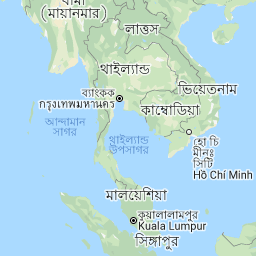 বার্মা
(মায়ানমার)
লাওস
থাইল্যান্ড
ভিয়েতনাম
ব্যাংকক
กรุงเทพมหานคร
কাম্বোডিয়া
আন্দামান
সাগর
থাইল্যান্ড
উপসাগর
হো চি
মীনঃ
সিটি
Hồ Chí Minh
মালয়েশিয়া
কুয়ালালামপুর
Kuala Lumpur
সিঙ্গাপুর